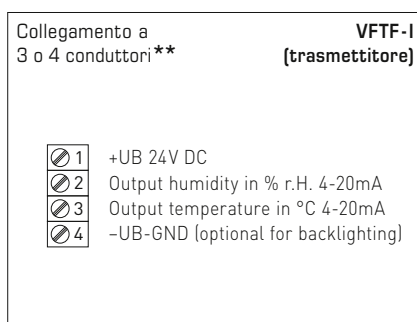 Collegamento a
3 o 4 conduttori**
VFTF-I
(trasmettitore)
1 +UB 24V DC
2 Output humidity in % r.H. 4-20mA
3 Output temperature in °C 4-20mA
4 –UB-GND (optional for backlighting)